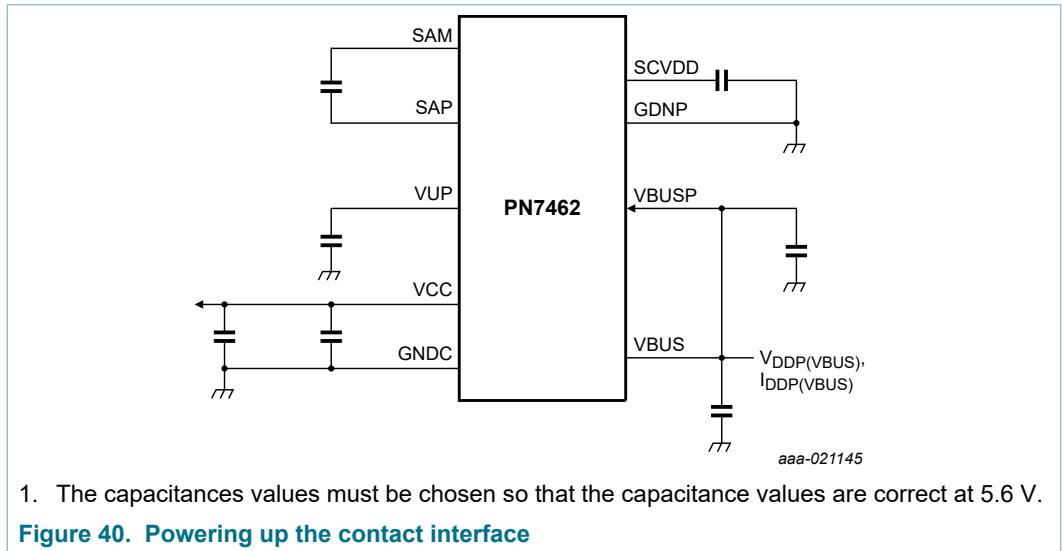 SAM
SCVDD
SAP
GDNP
VUP
PN7462
VBUSP
VCC
GNDC
VBUS
VDDP(VBUS),
IDDP(VBUS)
aaa-021145
1. The capacitances values must be chosen so that the capacitance values are correct at 5.6 V.
Figure 40. Powering up the contact interface